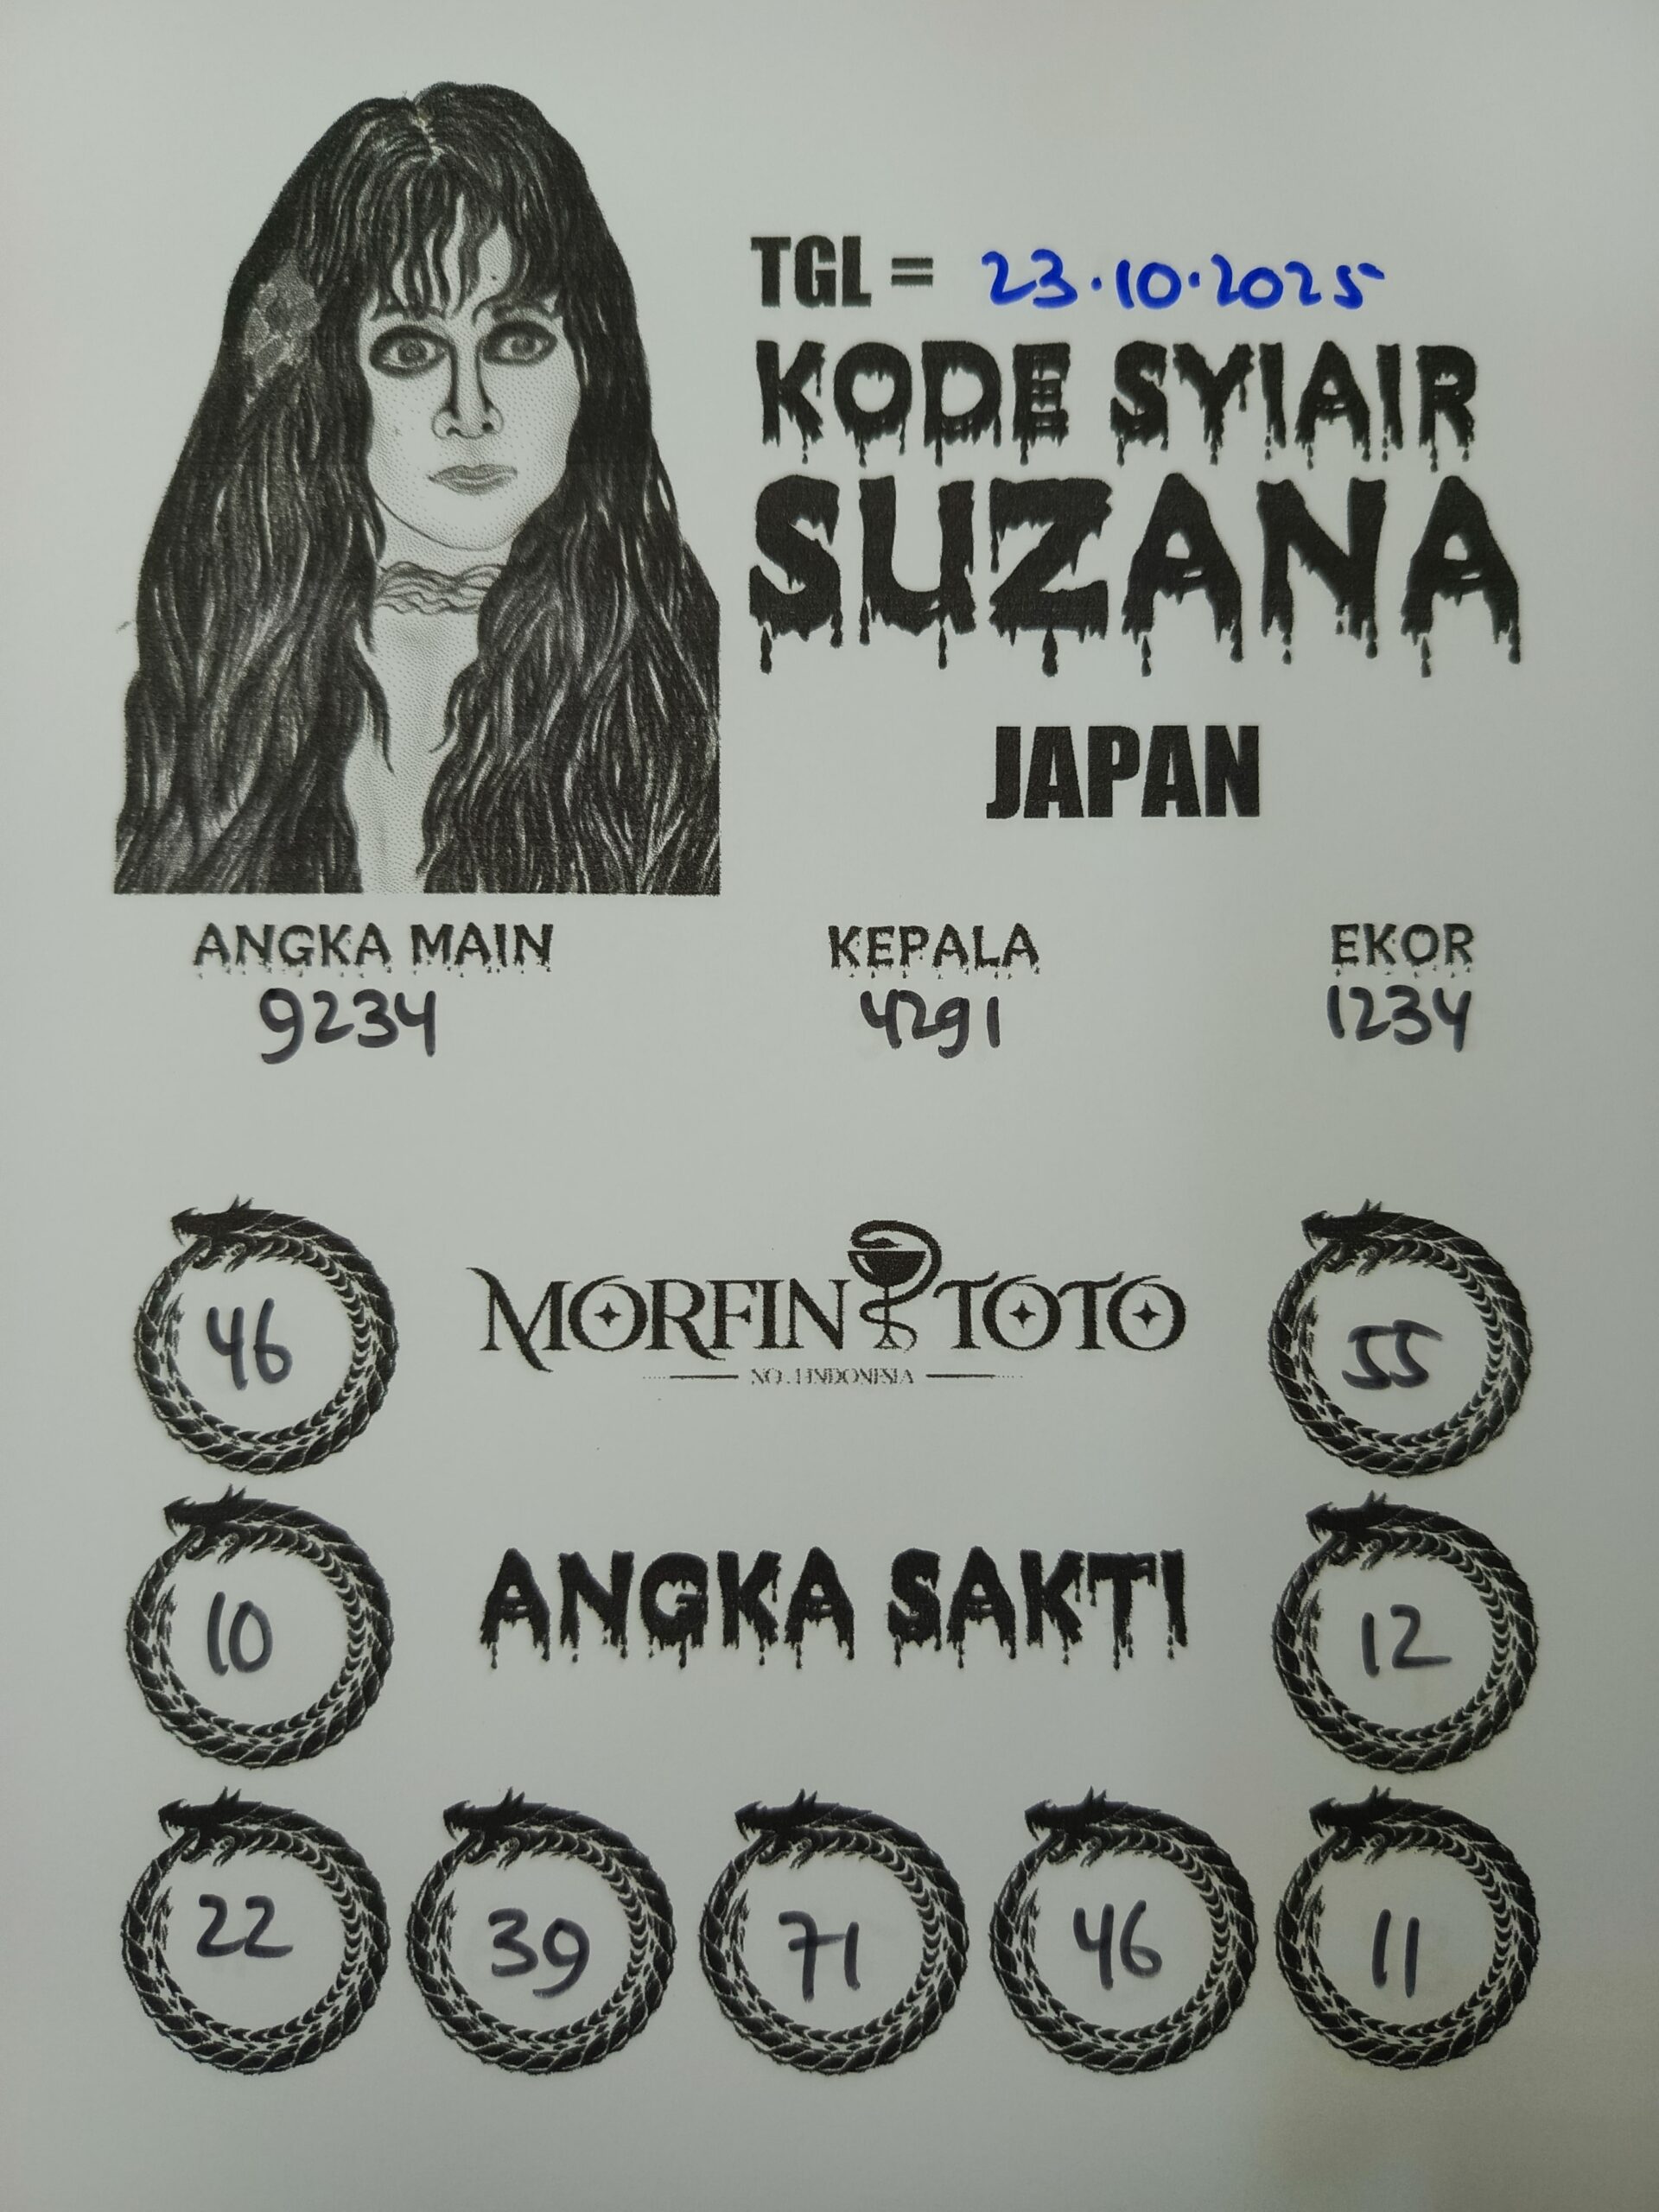 TGL = 23.10.2025
KODE SYIAIR
SUZANA
JAPAN
ANGKA MAIN KEPALA EKOR
9234 4291 1234
46 MORFIN TOTO 55
NO.1 INDONESIA
10 ANGKA SAKTI 12
22 39 71 46 11